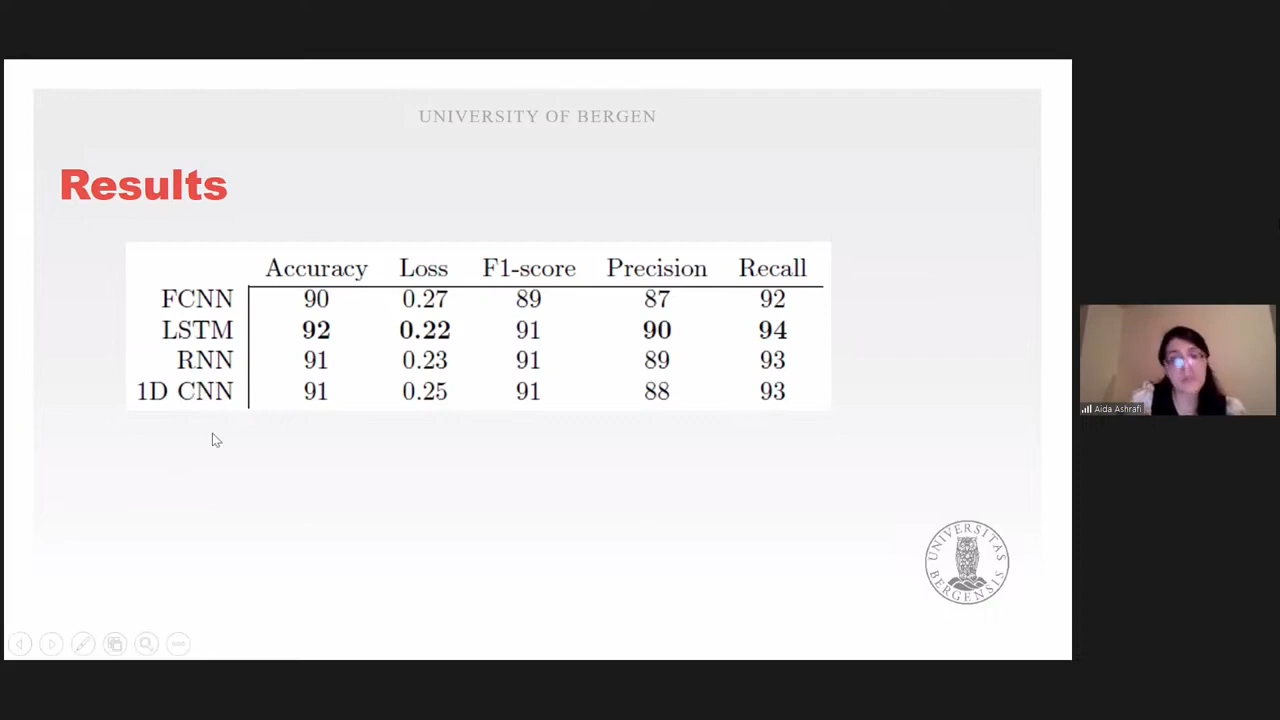 UNIVERSITY OF BERGEN
Results
Accuracy Loss F1-score Precision Recall
FCNN 90 0.27 89 87 92
LSTM 92 0.22 91 90 94
RNN 91 0.23 91 89 93
1D CNN 91 0.25 91 88 93
Aida Ashrafi
UNIVERSITAS
BERGENSIS